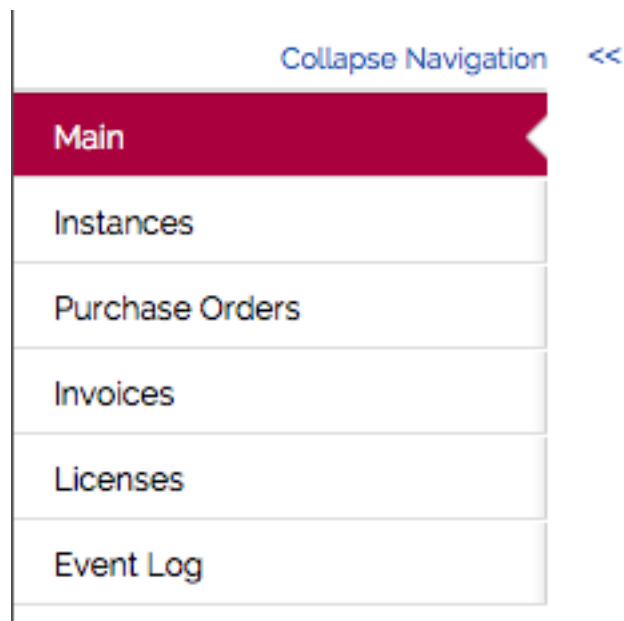 Collapse Navigation <<
Main
Instances
Purchase Orders
Invoices
Licenses
Event Log